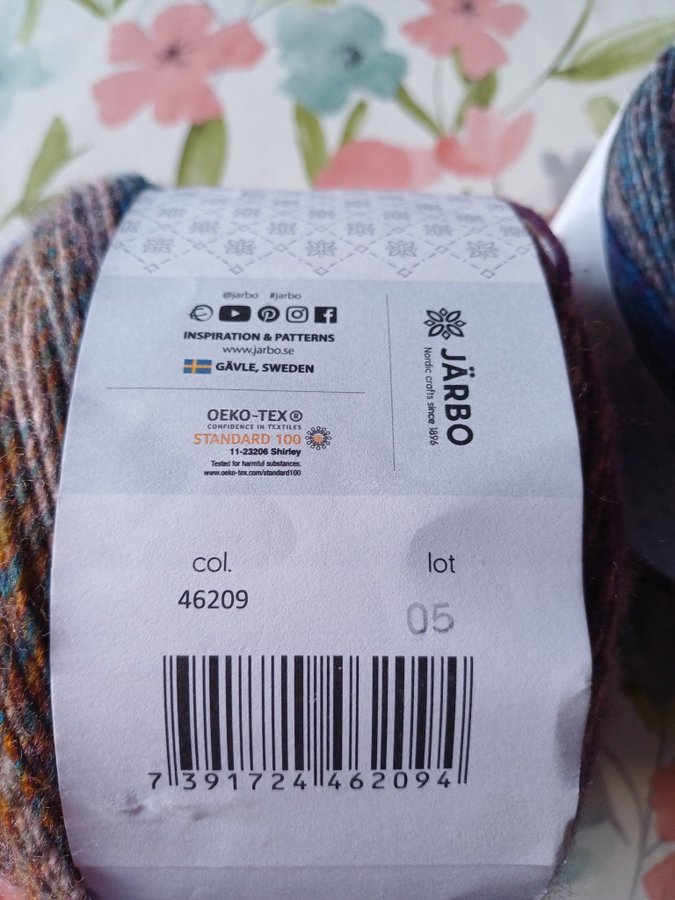 @jarbo #jarbo
INSPIRATION & PATTERNS
www.jarbo.se
GÄVLE, SWEDEN
OEKO-TEX®
CONFIDENCE IN TEXTILES
STANDARD 100
11-23206 Shirley
Tested for harmful substances.
www.oeko-tex.com/standard100
JÄRBO
Nordic crafts since 1896
col.
46209
lot
05
7 391724 462094